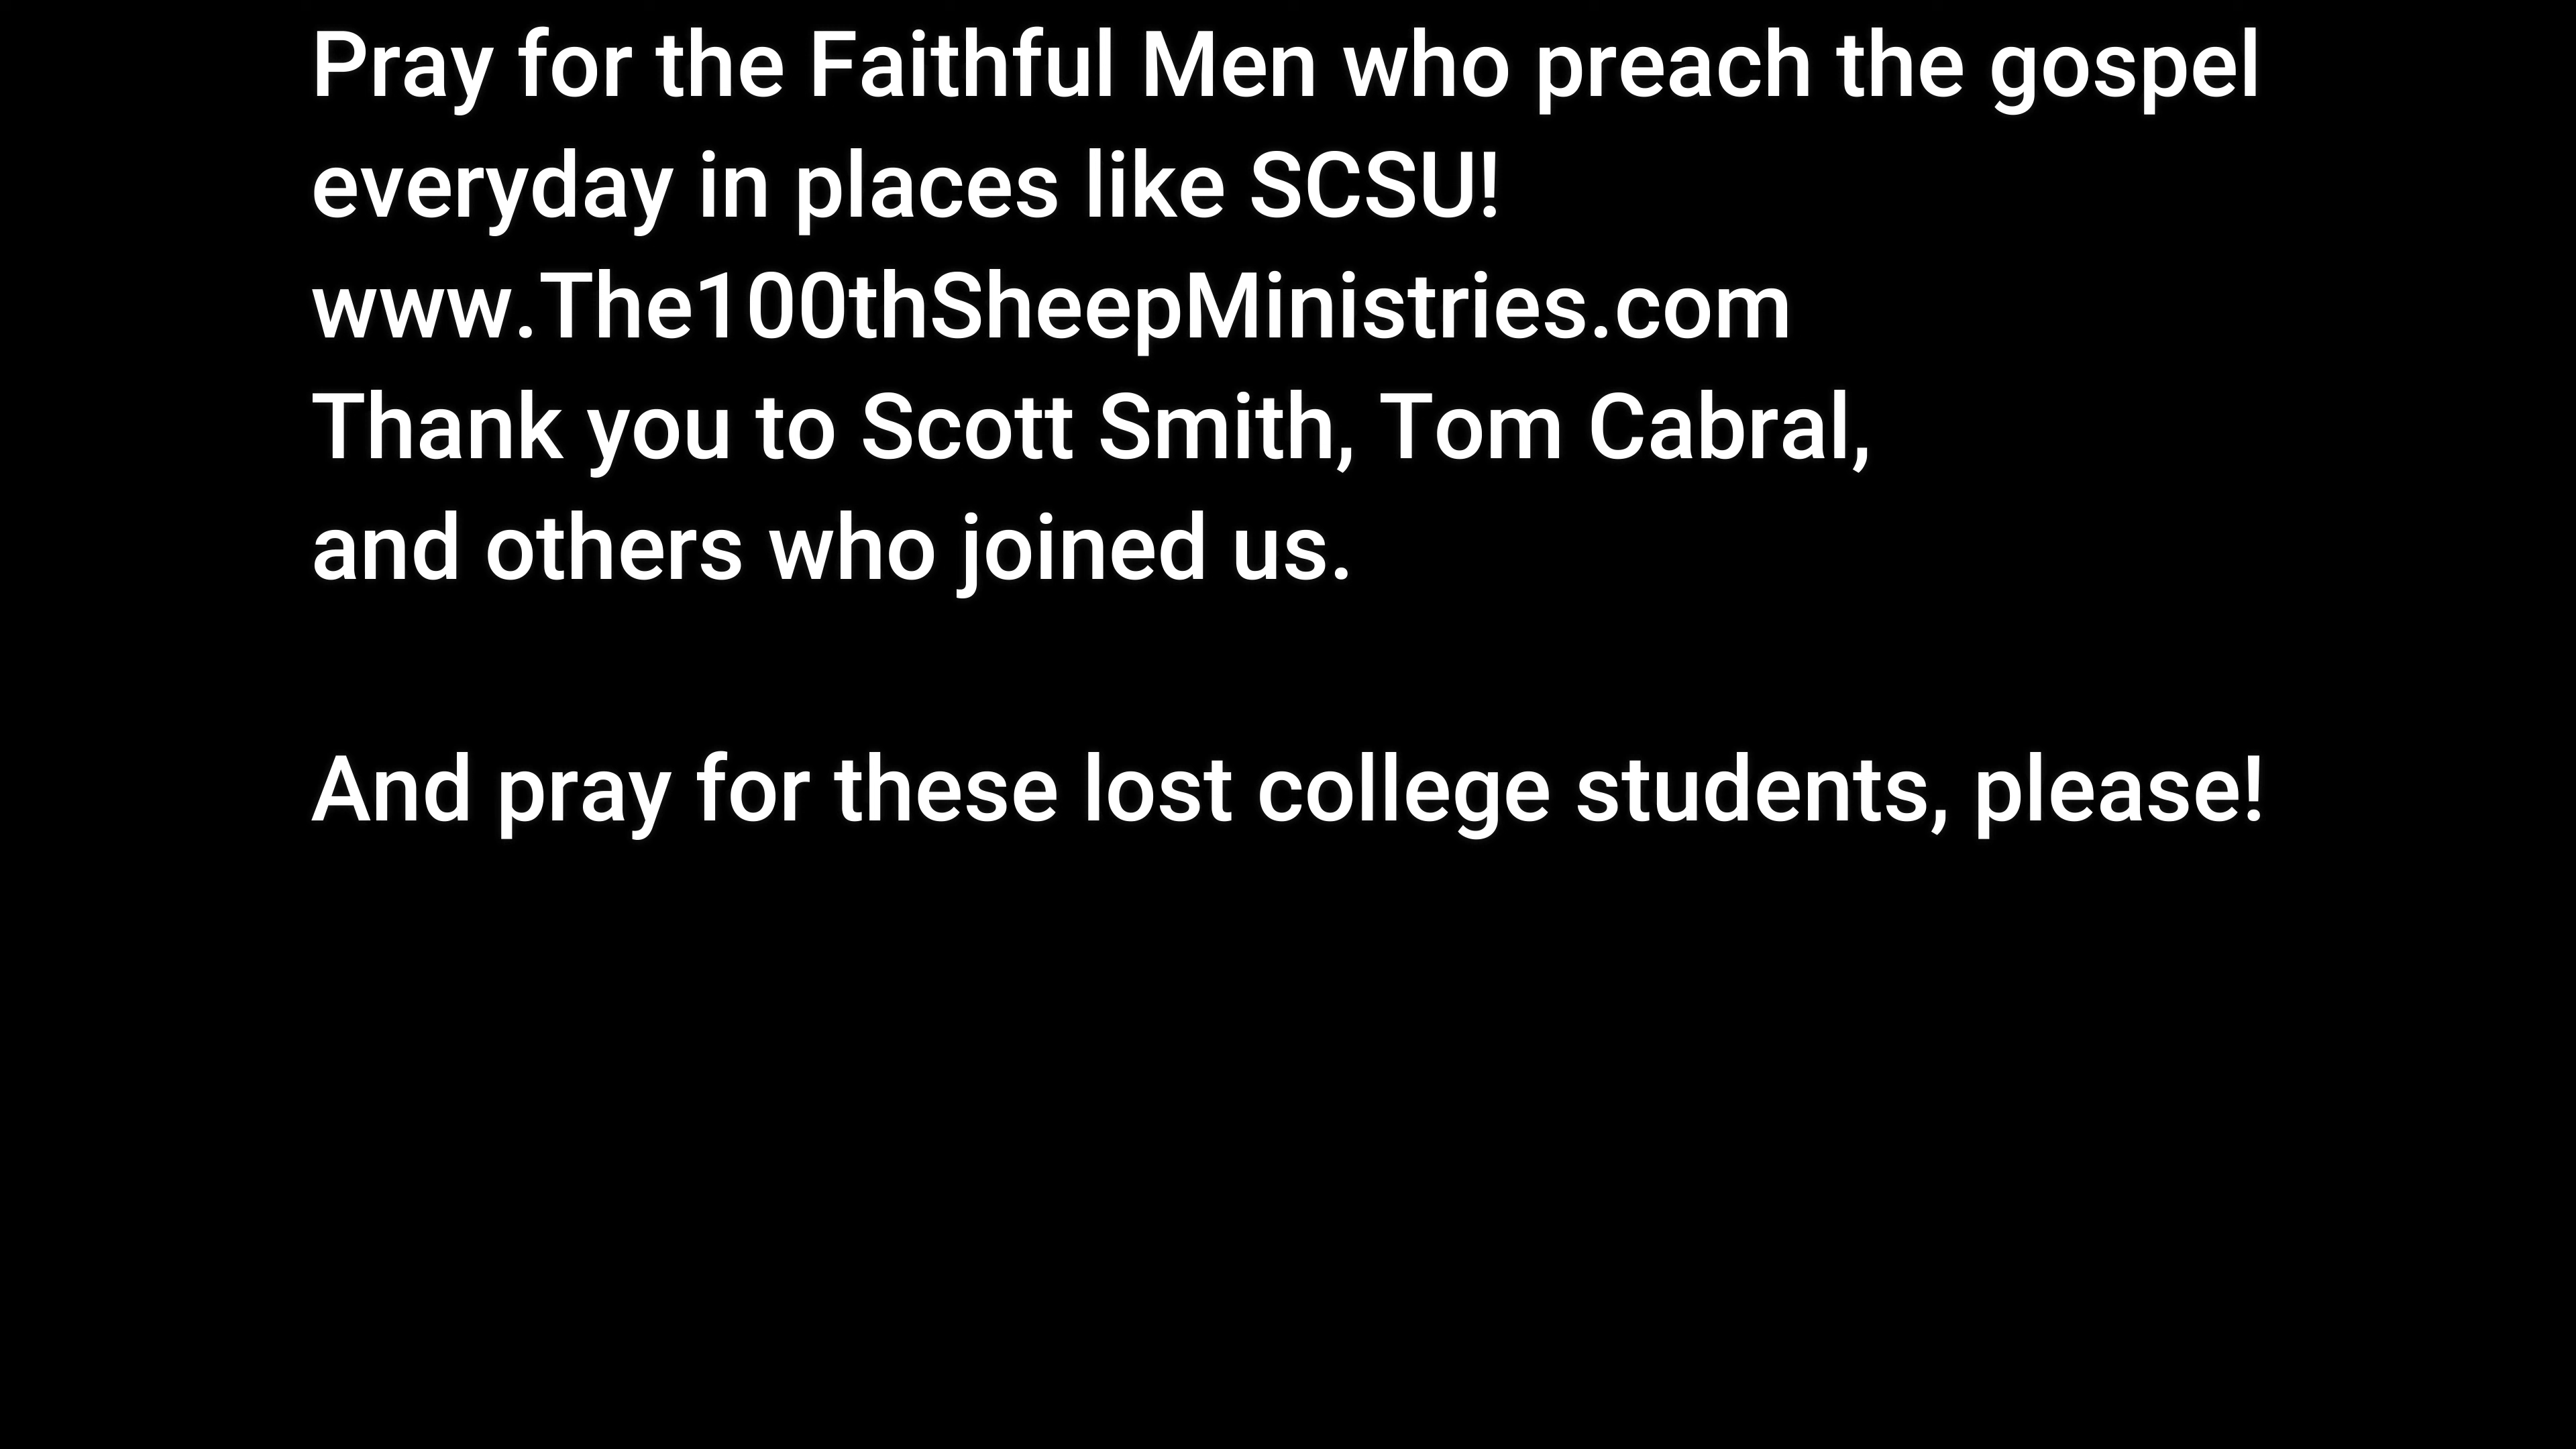 Pray for the Faithful Men who preach the gospel
everyday in places like SCSU!
www.The100thSheepMinistries.com
Thank you to Scott Smith, Tom Cabral,
and others who joined us.
And pray for these lost college students, please!